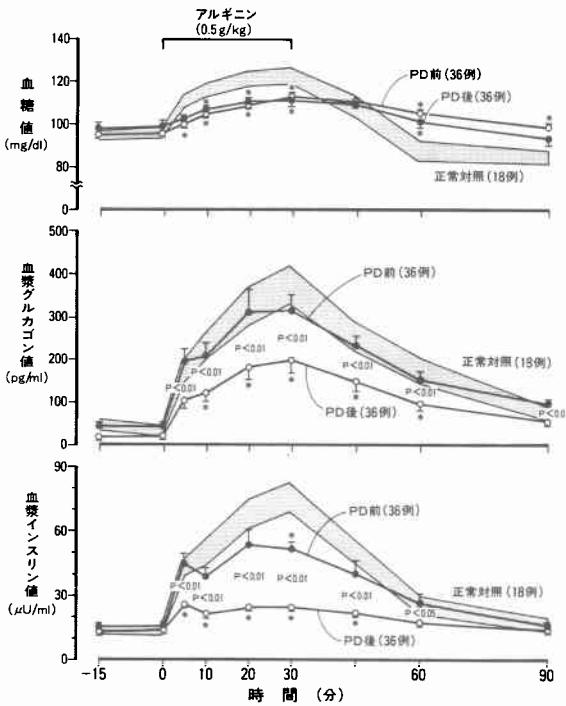 アルギニン
(0.5g/kg)
血糖値
(mg/dl)
140
120
100
80
0
PD前(36例)
PD後(36例)
正常対照(18例)
血漿グルカゴン値
(pg/ml)
500
400
300
200
100
0
PD前(36例)
正常対照(18例)
PD後(36例)
P<0.01
P<0.01
P<0.01
P<0.01
P<0.01
P<0.01
P<0.0
血漿インスリン値
(μU/ml)
90
60
30
0
PD前(36例)
正常対照(18例)
PD後(36例)
P<0.01
P<0.01
P<0.01
P<0.01
P<0.01
P<0.05
-15
0
10
20
30
60
90
時間(分)